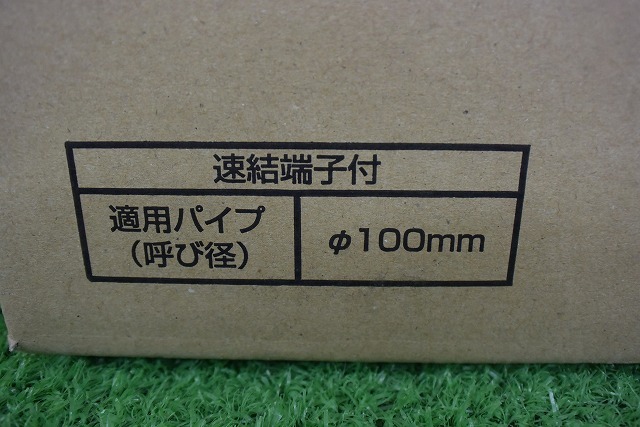 速結端子付
適用パイプ
（呼び径）
φ100mm